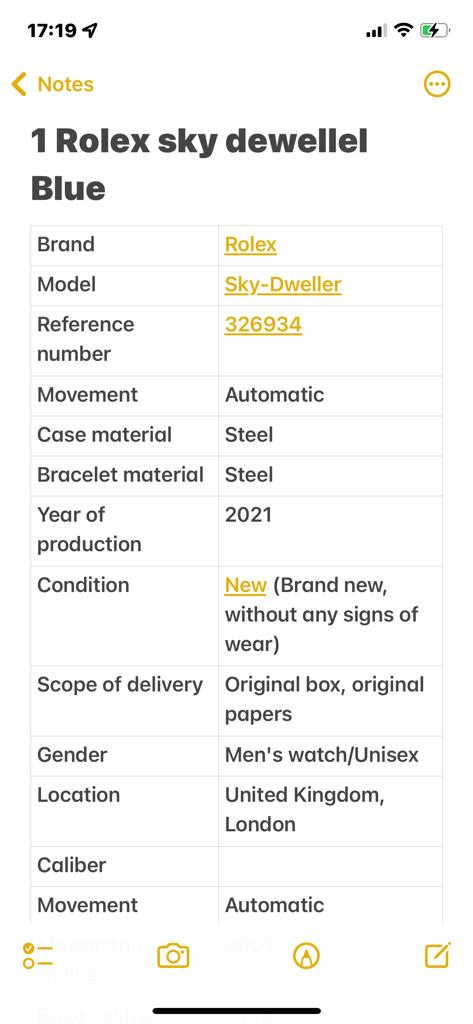 17:19
Notes
1 Rolex sky dewellel
Blue
Brand Rolex
Model Sky-Dweller
Reference 326934
number
Movement Automatic
Case material Steel
Bracelet material Steel
Year of 2021
production
Condition New (Brand new,
without any signs of
wear)
Scope of delivery Original box, original
papers
Gender Men's watch/Unisex
Location United Kingdom,
London
Caliber
Movement Automatic
Movement/ 9001
Caliber
Base caliber